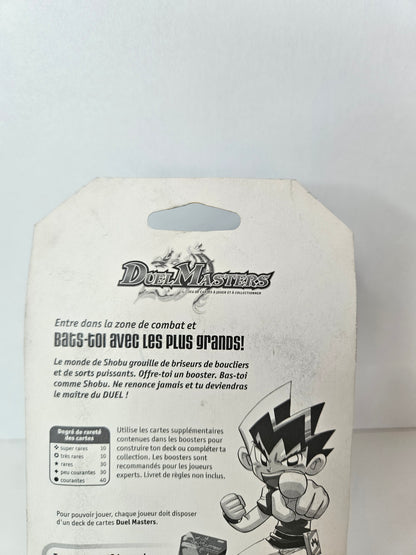 DUEL MASTERS
JEU DE CARTES À JOUER ET À COLLECTIONNER
Entre dans la zone de combat et
Bats-toi avec les plus grands!
Le monde de Shobu grouille de briseurs de boucliers
et de sorts puissants. Offre-toi un booster. Bas-toi
comme Shobu. Ne renonce jamais et tu deviendras
le maître du DUEL !
Degré de rareté
des cartes
super rares 10
très rares 10
rares 30
peu courantes 30
courantes 40
Utilise les cartes supplémentaires
contenues dans les boosters pour
construire ton deck ou compléter ta
collection. Les boosters sont
recommandés pour les joueurs
experts. Livret de règles non inclus.
Pour pouvoir jouer, chaque joueur doit disposer
d'un deck de cartes Duel Masters.